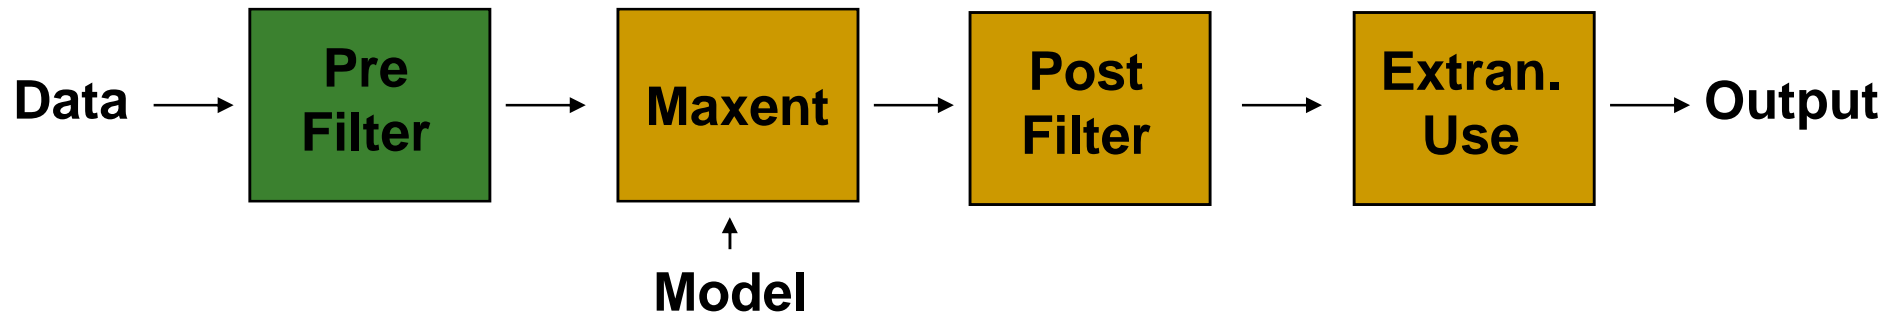 Data
Pre
Filter
Maxent
Post
Filter
Extran.
Use
Output
Model